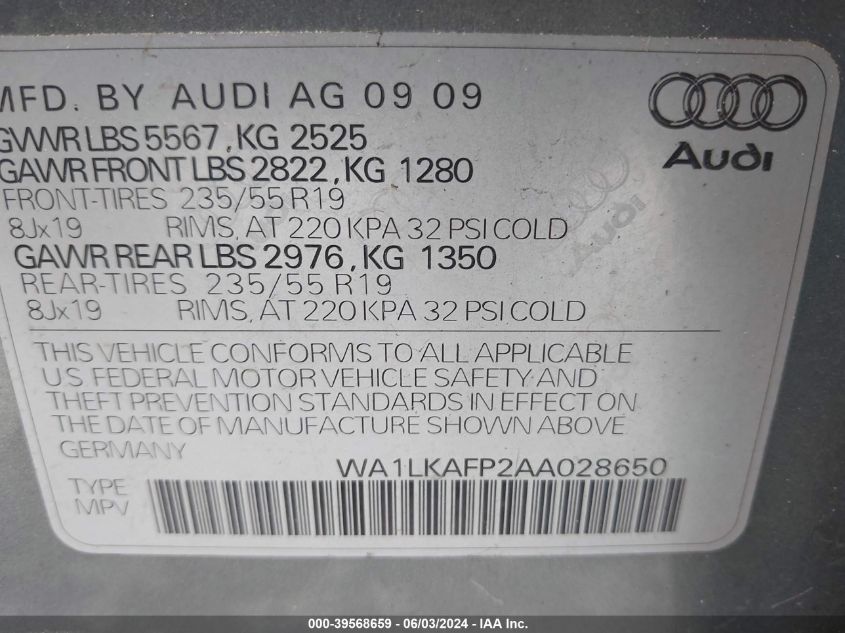 MFD. BY AUDI AG 09 09
GVWR LBS 5567, KG 2525
GAWR FRONT LBS 2822, KG 1280
FRONT-TIRES 235/55 R19
8Jx19 RIMS, AT 220 KPA 32 PSI COLD
GAWR REAR LBS 2976, KG 1350
REAR-TIRES 235/55 R19
8Jx19 RIMS, AT 220 KPA 32 PSI COLD
Audi
Audi
THIS VEHICLE CONFORMS TO ALL APPLICABLE
US FEDERAL MOTOR VEHICLE SAFETY AND
THEFT PREVENTION STANDARDS IN EFFECT ON
THE DATE OF MANUFACTURE SHOWN ABOVE
GERMANY
WA1LKAFP2AA028650
TYPE
MPV
000-39568659 - 06/03/2024 - IAA Inc.